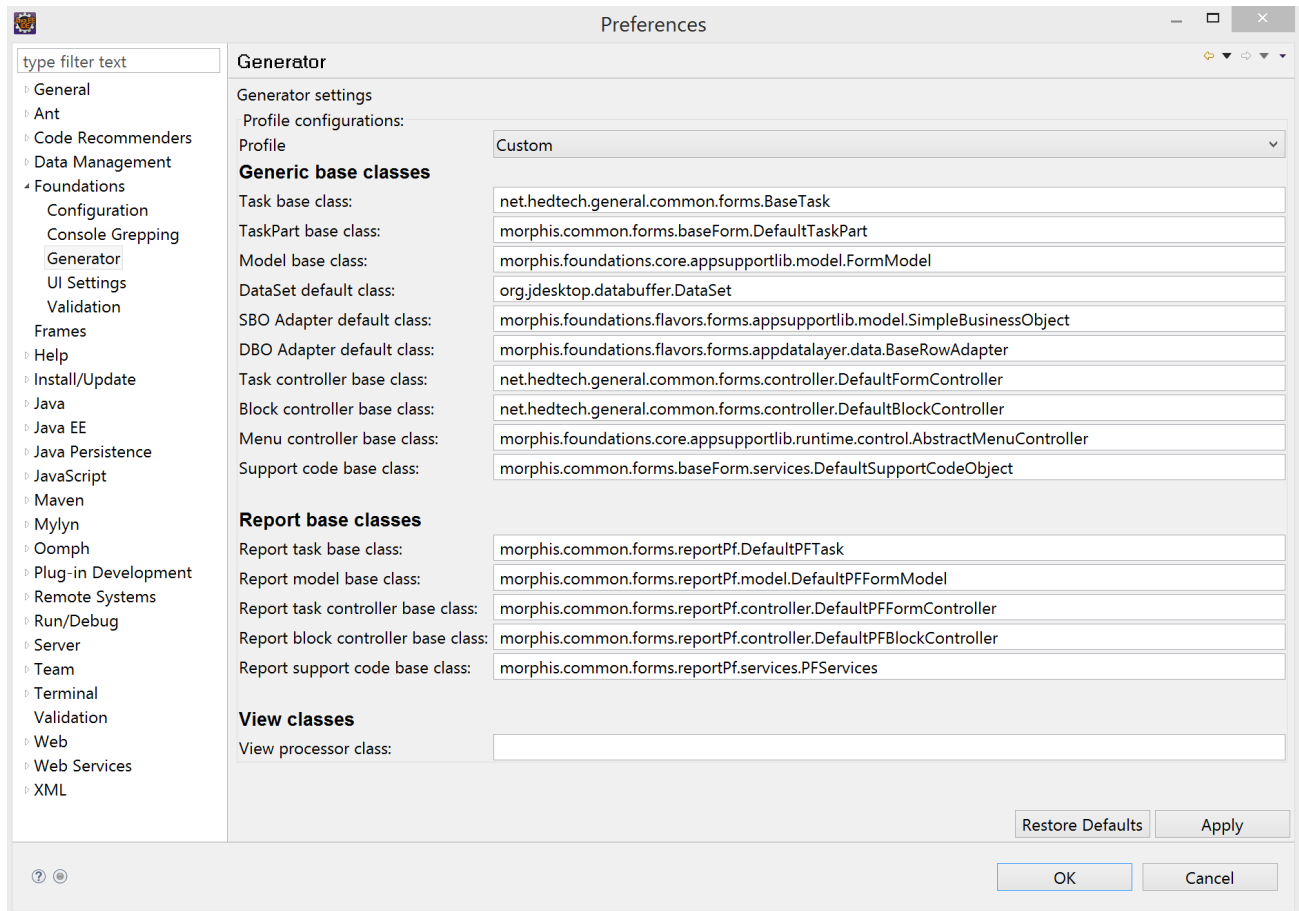 Preferences
type filter text
General
Ant
Code Recommenders
Data Management
Foundations
Configuration
Console Grepping
Generator
UI Settings
Validation
Frames
Help
Install/Update
Java
Java EE
Java Persistence
JavaScript
Maven
Mylyn
Oomph
Plug-in Development
Remote Systems
Run/Debug
Server
Team
Terminal
Validation
Web
Web Services
XML
Generator
Generator settings
Profile configurations:
Profile Custom
Generic base classes
Task base class: net.hedtech.general.common.forms.BaseTask
TaskPart base class: morphis.common.forms.baseForm.DefaultTaskPart
Model base class: morphis.foundations.core.appsupportlib.model.FormModel
DataSet default class: org.jdesktop.databuffer.DataSet
SBO Adapter default class: morphis.foundations.flavors.forms.appsupportlib.model.SimpleBusinessObject
DBO Adapter default class: morphis.foundations.flavors.forms.appdatalayer.data.BaseRowAdapter
Task controller base class: net.hedtech.general.common.forms.controller.DefaultFormController
Block controller base class: net.hedtech.general.common.forms.controller.DefaultBlockController
Menu controller base class: morphis.foundations.core.appsupportlib.runtime.control.AbstractMenuController
Support code base class: morphis.common.forms.baseForm.services.DefaultSupportCodeObject
Report base classes
Report task base class: morphis.common.forms.reportPf.DefaultPFTask
Report model base class: morphis.common.forms.reportPf.model.DefaultPFFormModel
Report task controller base class: morphis.common.forms.reportPf.controller.DefaultPFFormController
Report block controller base class: morphis.common.forms.reportPf.controller.DefaultPFBlockController
Report support code base class: morphis.common.forms.reportPf.services.PFServices
View classes
View processor class:
Restore Defaults Apply
OK Cancel